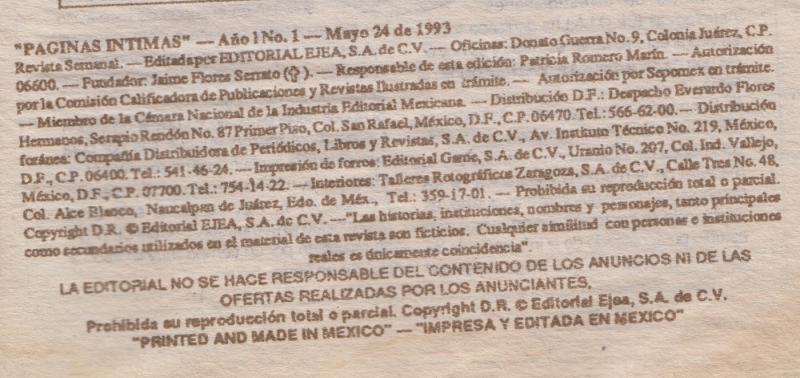 "PAGINAS INTIMAS" — Año 1 No. 1 — Mayo 24 de 1993
Revista Semanal. — Editada por EDITORIAL EJEA, S.A. de C.V. — Oficinas: Donato Guerra No. 9, Colonia Juárez, C.P.
06600. — Fundador: Jaime Flores Serrato (✞). — Responsable de esta edición: Patricia Romero Marín. — Autorización
por la Comisión Calificadora de Publicaciones y Revistas Ilustradas en trámite. — Autorización por Sepomex en trámite.
— Miembro de la Cámara Nacional de la Industria Editorial Mexicana. — Distribución D.F.: Despacho Everardo Flores
Hermanos, Serapio Rendón No. 87 Primer Piso, Col. San Rafael, México, D.F., C.P. 06470. Tel.: 566-62-00. — Distribución
foránea: Compañía Distribuidora de Periódicos, Libros y Revistas, S.A. de C.V., Av. Instituto Técnico No. 219, México,
D.F., C.P. 06400. Tel.: 541-46-24. — Impresión de forros: Editorial Game, S.A. de C.V., Uranio No. 207, Col. Ind. Vallejo,
México, D.F., C.P. 07700. Tel.: 754-14-22. — Interiores: Talleres Rotográficos Zaragoza, S.A. de C.V., Calle Tres No. 48,
Col. Alce Blanco, Naucalpan de Juárez, Edo. de Méx., Tel.: 359-17-01. — Prohibida su reproducción total o parcial.
Copyright D.R. © Editorial EJEA, S.A. de C.V. —"Las historias, instituciones, nombres y personajes, tanto principales
como secundarios utilizados en el material de esta revista son ficticios. Cualquier similitud con personas e instituciones
reales es únicamente coincidencia".
LA EDITORIAL NO SE HACE RESPONSABLE DEL CONTENIDO DE LOS ANUNCIOS NI DE LAS
OFERTAS REALIZADAS POR LOS ANUNCIANTES.
Prohibida su reproducción total o parcial. Copyright D.R. © Editorial Ejea, S.A. de C.V.
"PRINTED AND MADE IN MEXICO" — "IMPRESA Y EDITADA EN MEXICO"